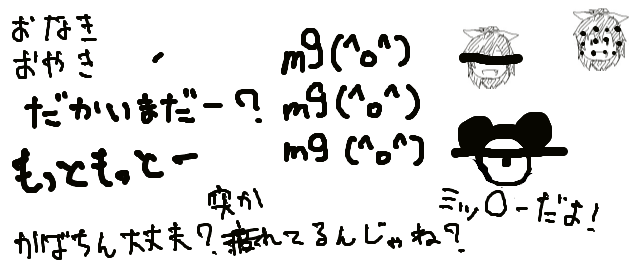 おなき
おやき
だかいまだー?
もっともっとー
mg(^o^)
mg(^o^)
mg(^o^)
ミッ〇ーだよ!
突か
がばちん大丈夫?疲れてるんじゃね?